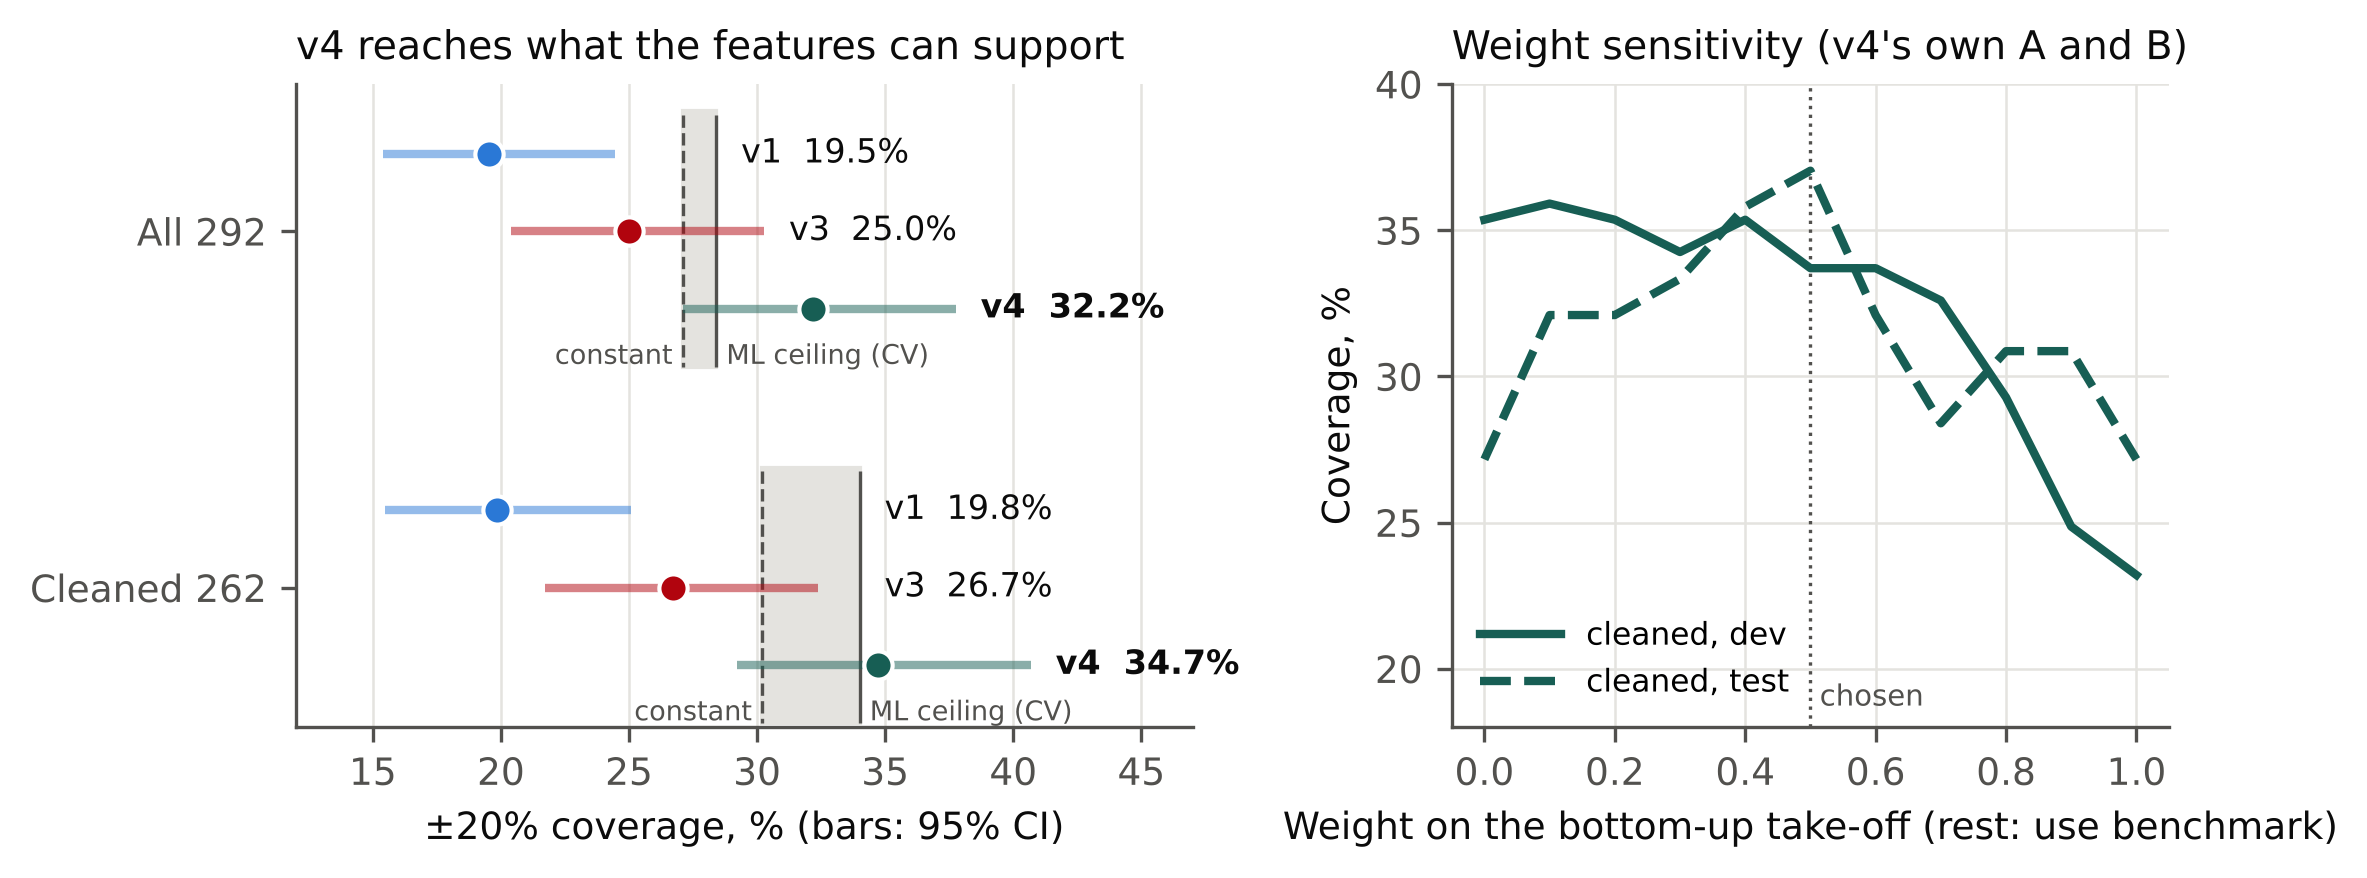 v4 reaches what the features can support
All 292
Cleaned 262
v1 19.5%
v3 25.0%
v4 32.2%
constant
ML ceiling (CV)
v1 19.8%
v3 26.7%
v4 34.7%
constant
ML ceiling (CV)
15 20 25 30 35 40 45
±20% coverage, % (bars: 95% CI)
Weight sensitivity (v4's own A and B)
Coverage, %
40
35
30
25
20
cleaned, dev
cleaned, test
chosen
0.0 0.2 0.4 0.6 0.8 1.0
Weight on the bottom-up take-off (rest: use benchmark)